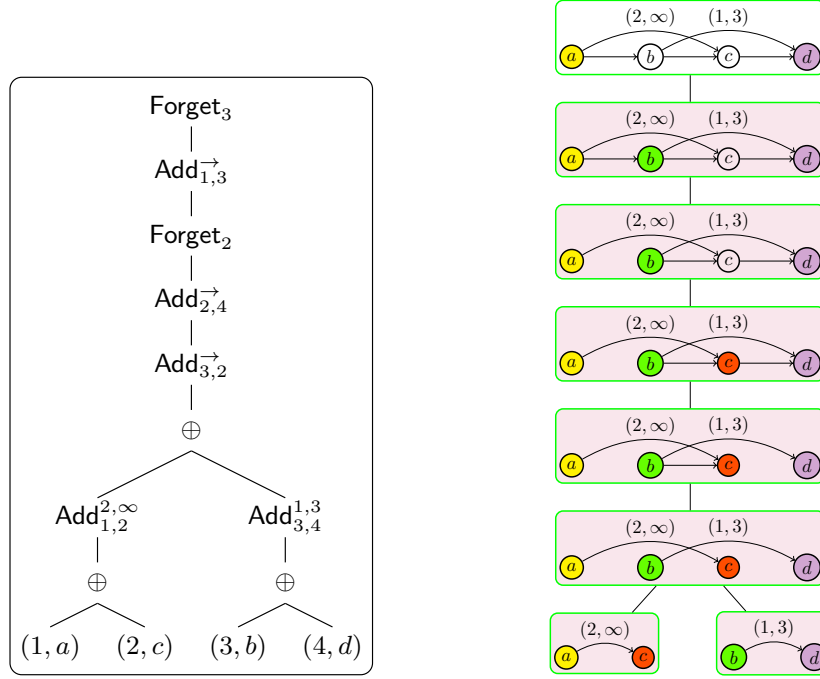 Forget₃
Add→1,3
Forget₂
Add→2,4
Add→3,2
⊕
Add^{2,∞}_{1,2} Add^{1,3}_{3,4}
⊕ ⊕
(1, a) (2, c) (3, b) (4, d)
(2, ∞) (1, 3)
a b c d
(2, ∞) (1, 3)
a b c d
(2, ∞) (1, 3)
a b c d
(2, ∞) (1, 3)
a b c d
(2, ∞) (1, 3)
a b c d
(2, ∞) (1, 3)
a b c d
(2, ∞) (1, 3)
a c b d